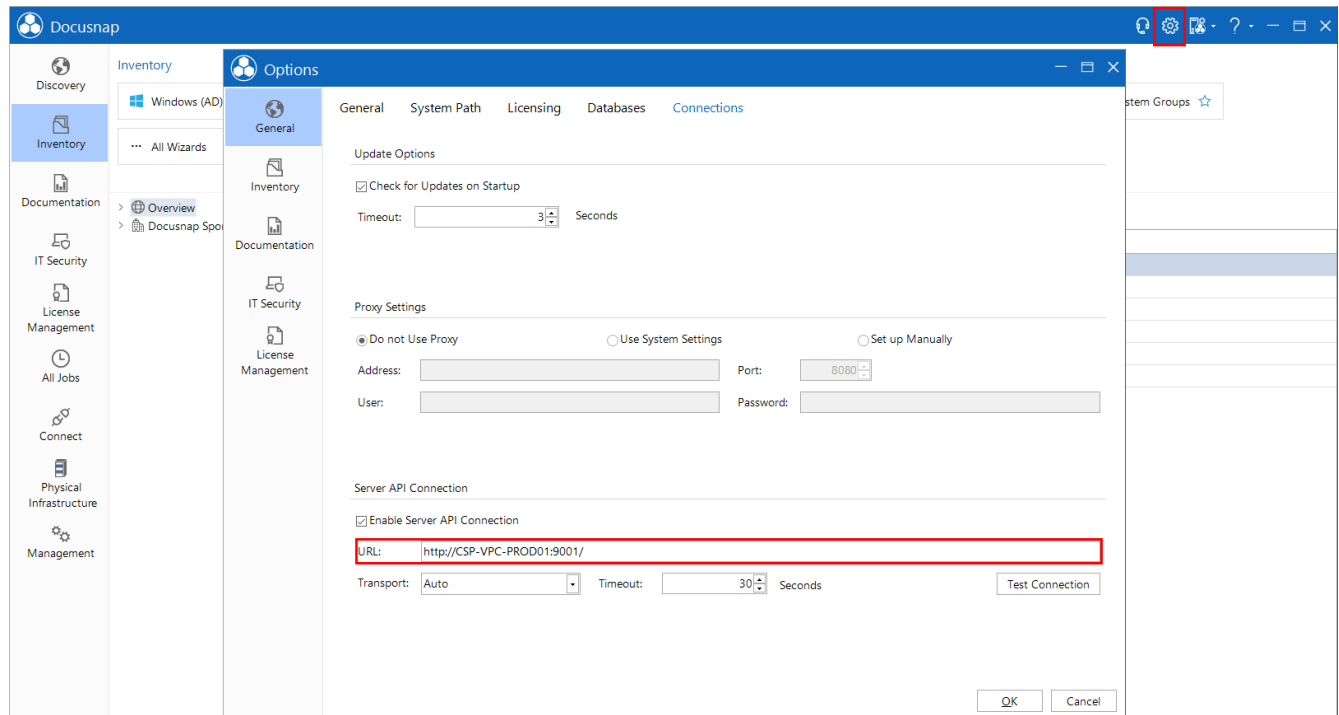 Docusnap
?
Discovery
Inventory
Documentation
IT Security
License
Management
All Jobs
Connect
Physical
Infrastructure
Management
Inventory
Windows (AD)
··· All Wizards
> Overview
> Docusnap Spor
stem Groups
Options
General
Inventory
Documentation
IT Security
License
Management
General System Path Licensing Databases Connections
Update Options
Check for Updates on Startup
Timeout: 3 Seconds
Proxy Settings
Do not Use Proxy Use System Settings Set up Manually
Address: Port: 8080
User: Password:
Server API Connection
Enable Server API Connection
URL: http://CSP-VPC-PROD01:9001/
Transport: Auto Timeout: 30 Seconds Test Connection
OK Cancel